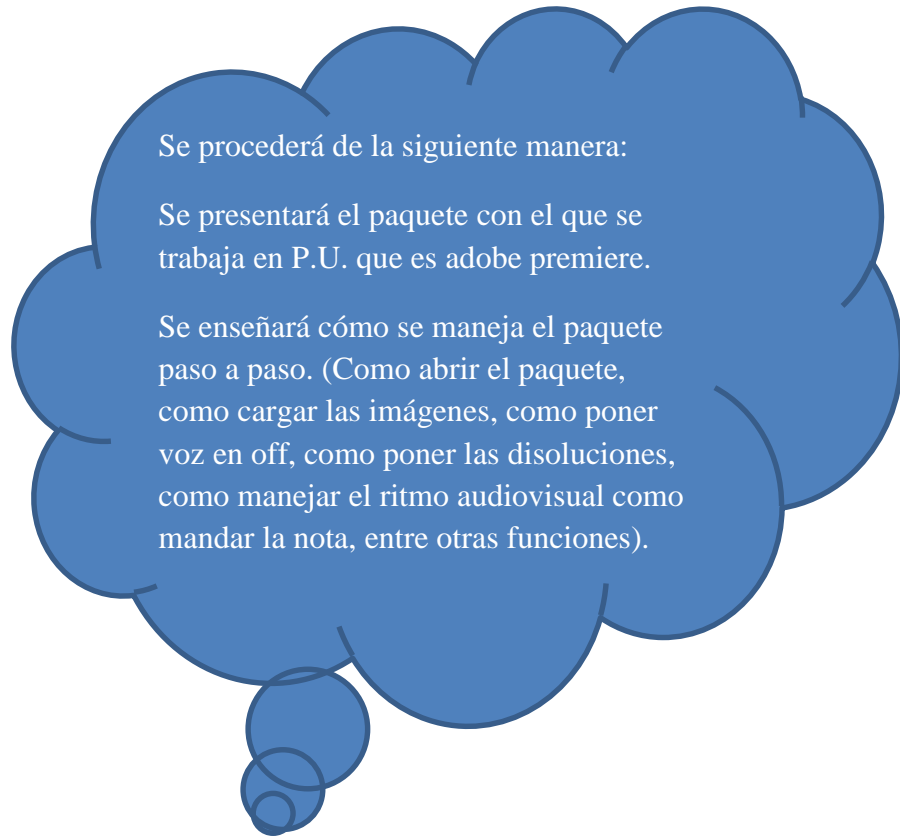 Se procederá de la siguiente manera:
Se presentará el paquete con el que se
trabaja en P.U. que es adobe premiere.
Se enseñará cómo se maneja el paquete
paso a paso. (Como abrir el paquete,
como cargar las imágenes, como poner
voz en off, como poner las disoluciones,
como manejar el ritmo audiovisual como
mandar la nota, entre otras funciones).